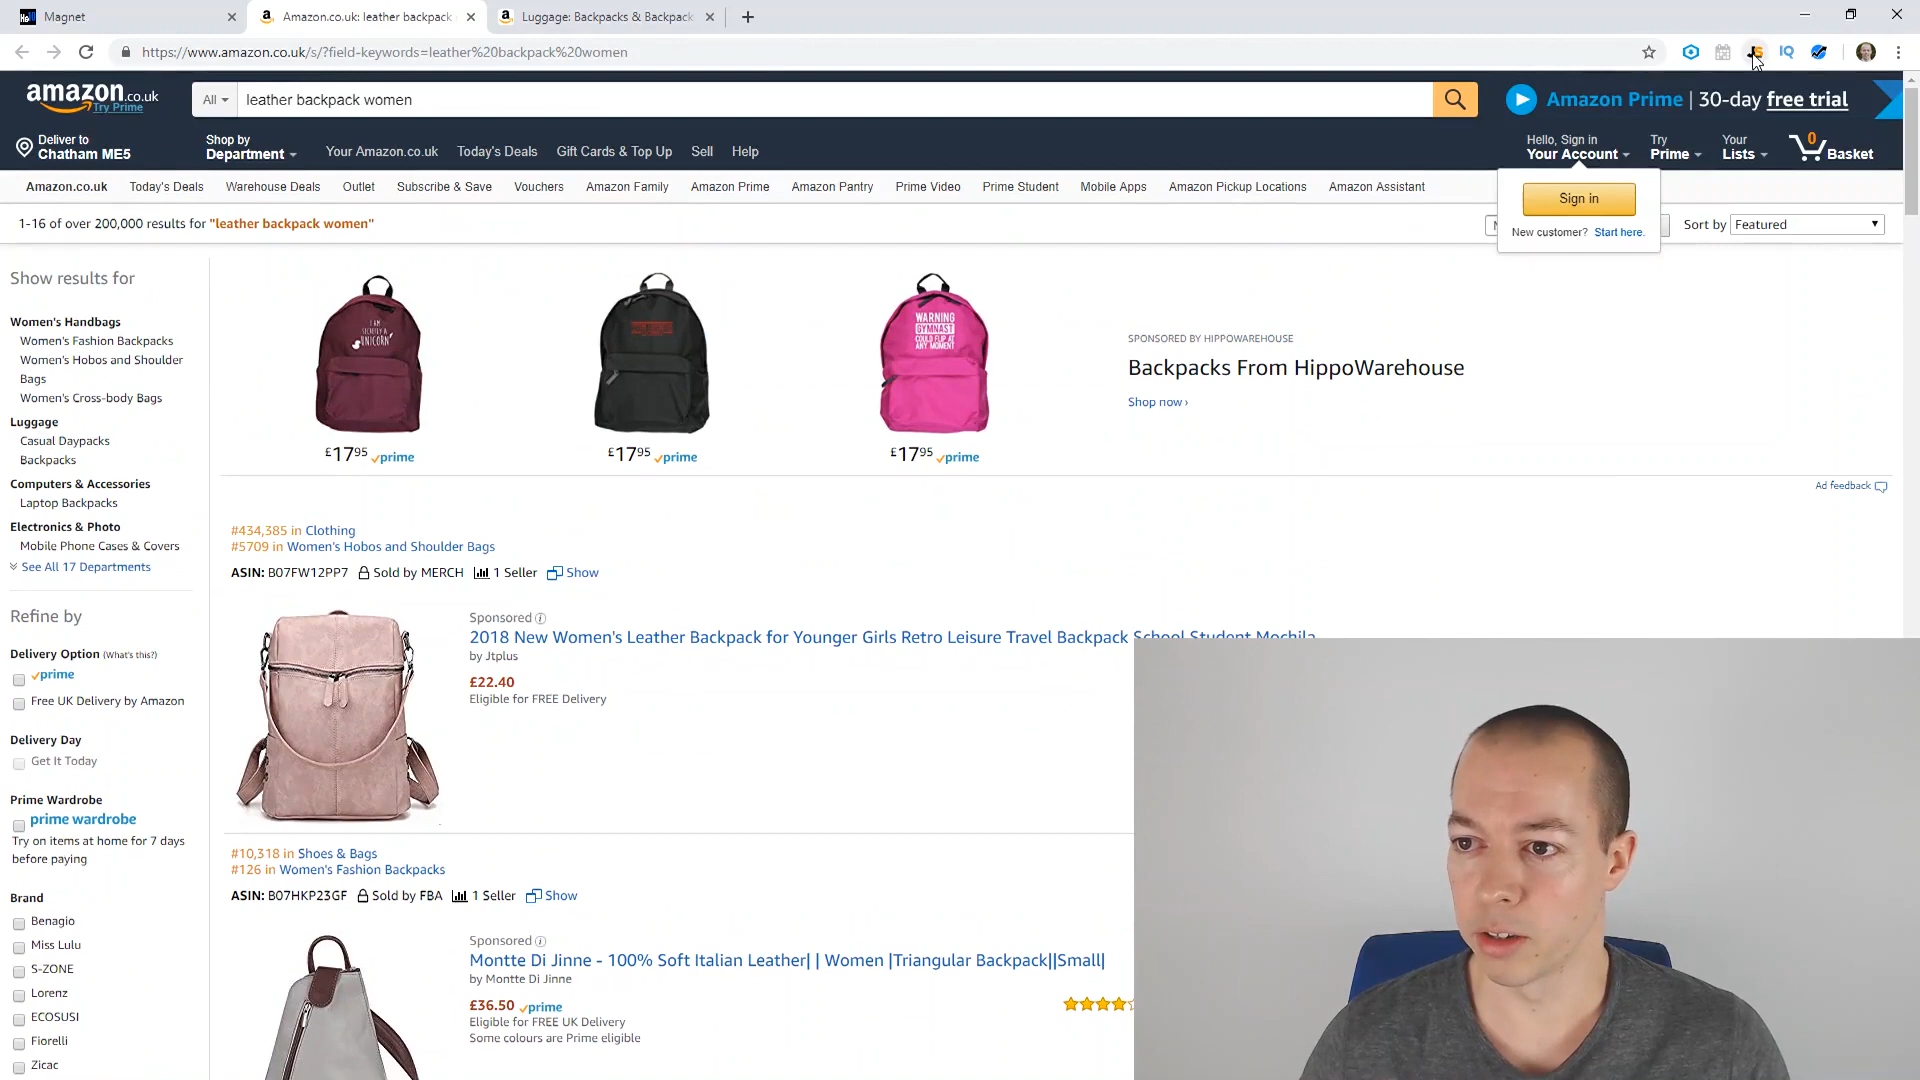 Magnet
Amazon.co.uk: leather backpack
Luggage: Backpacks & Backpack
https://www.amazon.co.uk/s/?field-keywords=leather%20backpack%20women
IQ
amazon.co.uk
Try Prime
All
leather backpack women
Amazon Prime | 30-day free trial
Deliver to
Chatham ME5
Shop by
Department
Your Amazon.co.uk
Today's Deals
Gift Cards & Top Up
Sell
Help
Hello, Sign in
Your Account
Try
Prime
Your
Lists
0
Basket
Amazon.co.uk
Today's Deals
Warehouse Deals
Outlet
Subscribe & Save
Vouchers
Amazon Family
Amazon Prime
Amazon Pantry
Prime Video
Prime Student
Mobile Apps
Amazon Pickup Locations
Amazon Assistant
Sign in
New customer? Start here.
1-16 of over 200,000 results for "leather backpack women"
Sort by
Featured
Show results for
Women's Handbags
Women's Fashion Backpacks
Women's Hobos and Shoulder
Bags
Women's Cross-body Bags
Luggage
Casual Daypacks
Backpacks
Computers & Accessories
Laptop Backpacks
Electronics & Photo
Mobile Phone Cases & Covers
See All 17 Departments
Refine by
Delivery Option (What's this?)
prime
Free UK Delivery by Amazon
Delivery Day
Get It Today
Prime Wardrobe
prime wardrobe
Try on items at home for 7 days
before paying
Brand
Benagio
Miss Lulu
S-ZONE
Lorenz
ECOSUSI
Fiorelli
Zicac
I AM
SECRETLY A
UNICORN
WARNING
GYMNAST
COULD FLIP AT
ANY MOMENT
£17.95 prime
£17.95 prime
£17.95 prime
SPONSORED BY HIPPOWAREHOUSE
Backpacks From HippoWarehouse
Shop now ›
Ad feedback
#434,385 in Clothing
#5709 in Women's Hobos and Shoulder Bags
ASIN: B07FW12PP7 Sold by MERCH 1 Seller Show
Sponsored
2018 New Women's Leather Backpack for Younger Girls Retro Leisure Travel Backpack School Student Mochila
by Jtplus
£22.40
Eligible for FREE Delivery
#10,318 in Shoes & Bags
#126 in Women's Fashion Backpacks
ASIN: B07HKP23GF Sold by FBA 1 Seller Show
Sponsored
Montte Di Jinne - 100% Soft Italian Leather| | Women |Triangular Backpack||Small|
by Montte Di Jinne
£36.50 prime
Eligible for FREE UK Delivery
Some colours are Prime eligible